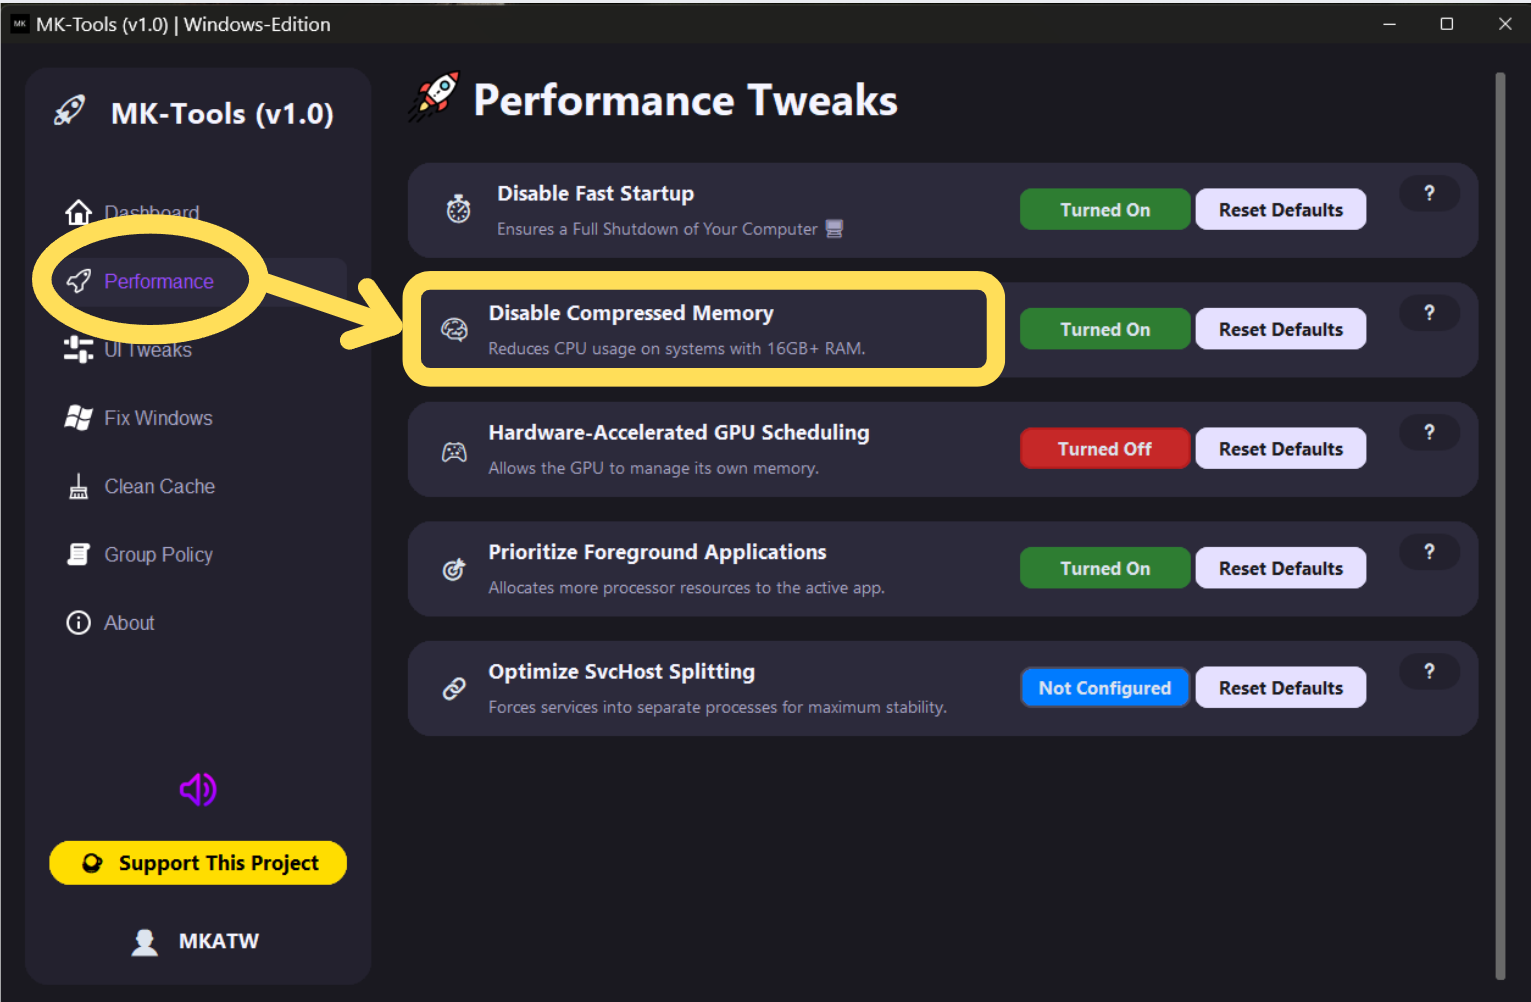 MK MK-Tools (v1.0) | Windows-Edition
MK-Tools (v1.0)
Dashboard
Performance
UI Tweaks
Fix Windows
Clean Cache
Group Policy
About
Support This Project
MKATW
Performance Tweaks
Disable Fast Startup
Ensures a Full Shutdown of Your Computer
Turned On
Reset Defaults
?
Disable Compressed Memory
Reduces CPU usage on systems with 16GB+ RAM.
Turned On
Reset Defaults
?
Hardware-Accelerated GPU Scheduling
Allows the GPU to manage its own memory.
Turned Off
Reset Defaults
?
Prioritize Foreground Applications
Allocates more processor resources to the active app.
Turned On
Reset Defaults
?
Optimize SvcHost Splitting
Forces services into separate processes for maximum stability.
Not Configured
Reset Defaults
?